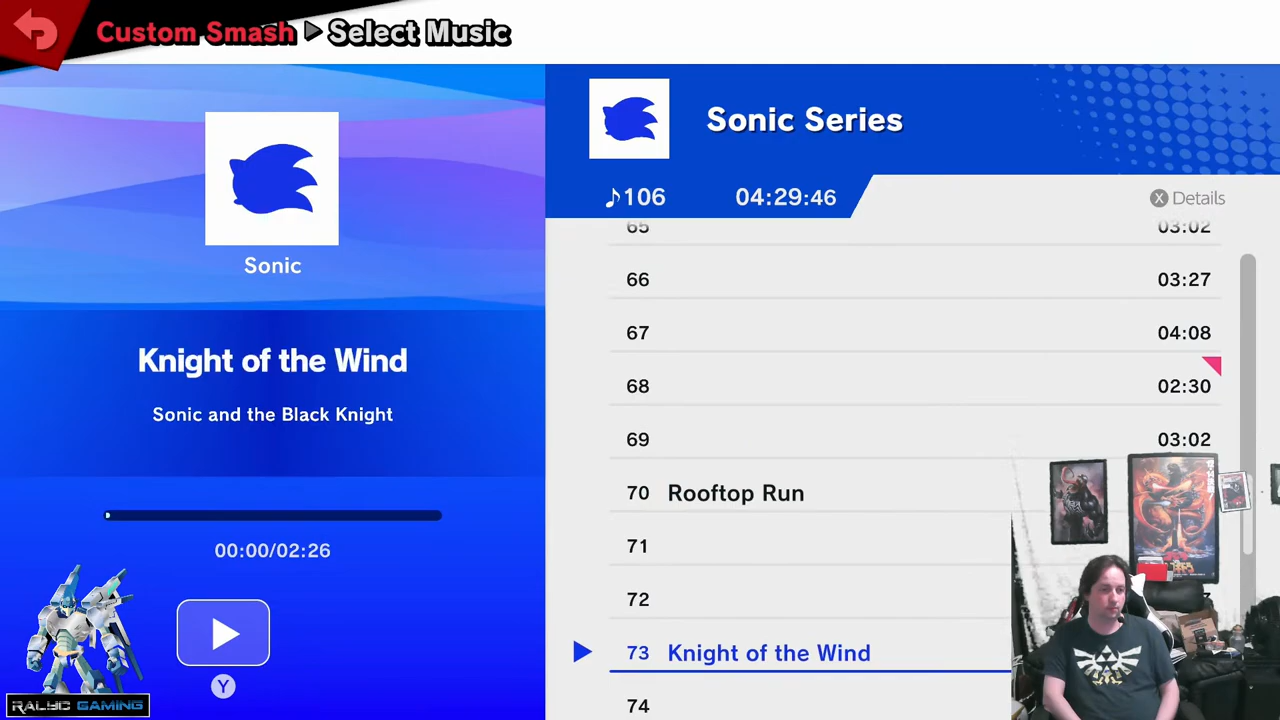 Custom Smash ▶ Select Music
Sonic
Knight of the Wind
Sonic and the Black Knight
00:00/02:26
Y
RALYC GAMING
Sonic Series
♪106 04:29:46
X Details
65 03:02
66 03:27
67 04:08
68 02:30
69 03:02
70 Rooftop Run
71
72
73 Knight of the Wind
74